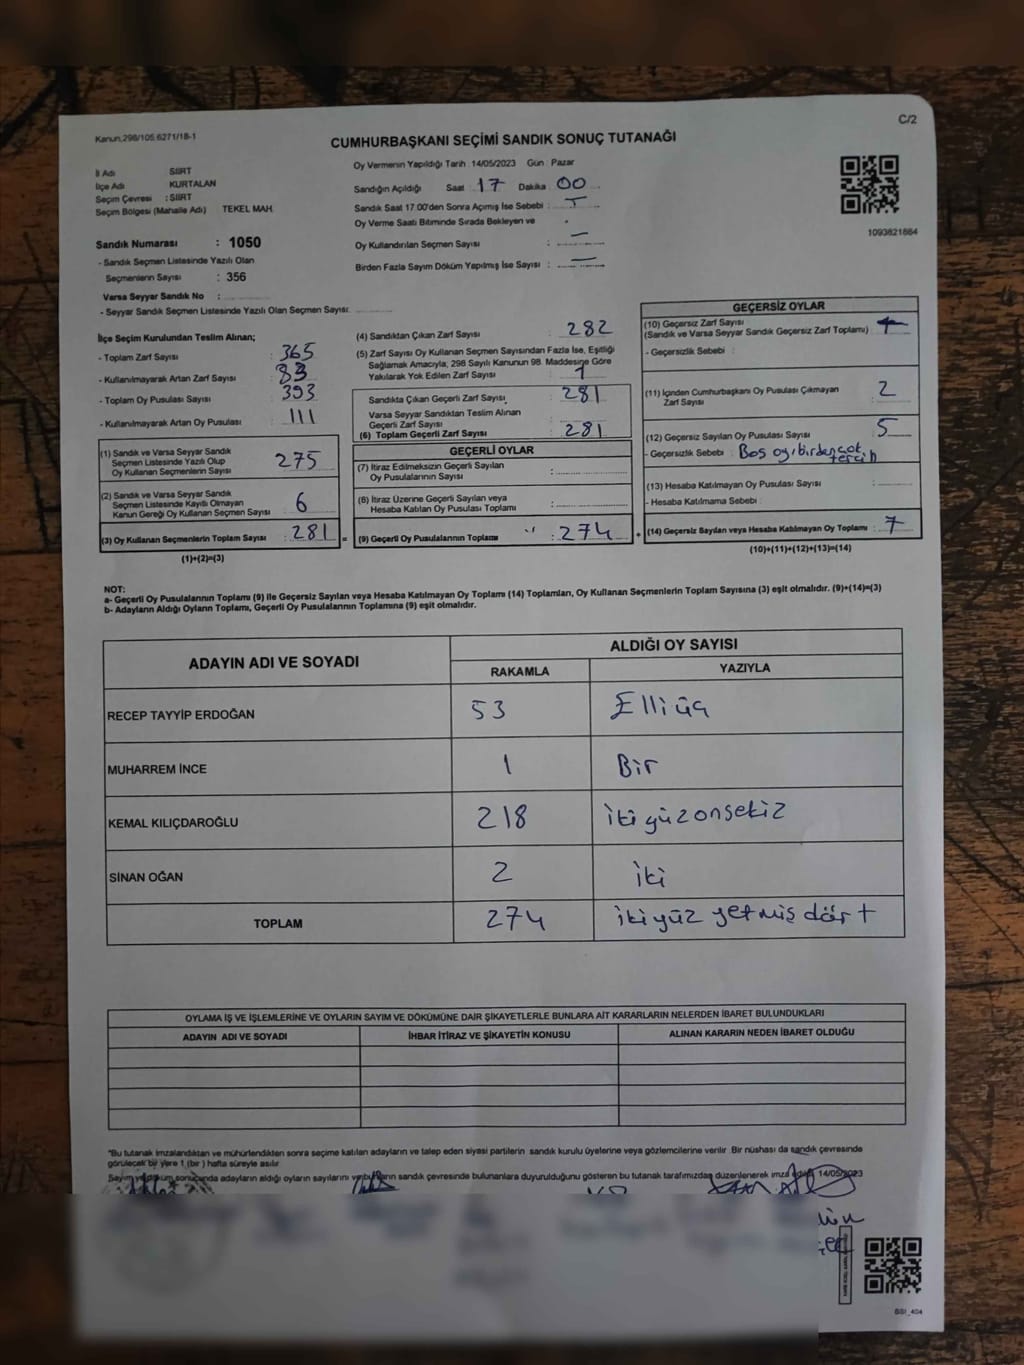 C/2
Kanun,298/105 6271/18-1
CUMHURBAŞKANI SEÇİMİ SANDIK SONUÇ TUTANAĞI
İl Adı SİİRT
İlçe Adı KURTALAN
Seçim Çevresi : SİİRT
Seçim Bölgesi (Mahalle Adı) TEKEL MAH.
Sandık Numarası : 1050
- Sandık Seçmen Listesinde Yazılı Olan
Seçmenlerin Sayısı : 356
Varsa Seyyar Sandık No :
- Seyyar Sandık Seçmen Listesinde Yazılı Olan Seçmen Sayısı:
Oy Vermenin Yapıldığı Tarih :14/05/2023 Gün : Pazar
Sandığın Açıldığı Saat : 17 Dakika : 00
Sandık Saat 17:00'den Sonra Açılmış İse Sebebi :
Oy Verme Saati Bitiminde Sırada Bekleyen ve
Oy Kullandırılan Seçmen Sayısı : —
Birden Fazla Sayım Döküm Yapılmış İse Sayısı : —
1093821864
İlçe Seçim Kurulundan Teslim Alınan;
- Toplam Zarf Sayısı : 365
- Kullanılmayarak Artan Zarf Sayısı : 83
- Toplam Oy Pusulası Sayısı : 393
- Kullanılmayarak Artan Oy Pusulası : 111
(1) Sandık ve Varsa Seyyar Sandık
Seçmen Listesinde Yazılı Olup
Oy Kullanan Seçmenlerin Sayısı 275
(2) Sandık ve Varsa Seyyar Sandık
Seçmen Listesinde Kayıtlı Olmayan
Kanun Gereği Oy Kullanan Seçmen Sayısı 6
(3) Oy Kullanan Seçmenlerin Toplam Sayısı : 281 =
(1)+(2)=(3)
(4) Sandıktan Çıkan Zarf Sayısı : 282
(5) Zarf Sayısı Oy Kullanan Seçmen Sayısından Fazla İse, Eşitliği
Sağlamak Amacıyla, 298 Sayılı Kanunun 98. Maddesine Göre
Yakılarak Yok Edilen Zarf Sayısı : 1
Sandıkta Çıkan Geçerli Zarf Sayısı : 281
Varsa Seyyar Sandıktan Teslim Alınan
Geçerli Zarf Sayısı :
(6) Toplam Geçerli Zarf Sayısı : 281
GEÇERLİ OYLAR
(7) İtiraz Edilmeksizin Geçerli Sayılan
Oy Pusulalarının Sayısı :
(8) İtiraz Üzerine Geçerli Sayılan veya
Hesaba Katılan Oy Pusulası Toplamı :
(9) Geçerli Oy Pusulalarının Toplamı : 274 +
GEÇERSİZ OYLAR
(10) Geçersiz Zarf Sayısı :
(Sandık ve Varsa Seyyar Sandık Geçersiz Zarf Toplamı)
- Geçersizlik Sebebi :
(11) İçinden Cumhurbaşkanı Oy Pusulası Çıkmayan
Zarf Sayısı : 2
(12) Geçersiz Sayılan Oy Pusulası Sayısı : 5
- Geçersizlik Sebebi : Boş oy, birden çok
tercih
(13) Hesaba Katılmayan Oy Pusulası Sayısı :
- Hesaba Katılmama Sebebi :
(14) Geçersiz Sayılan veya Hesaba Katılmayan Oy Toplamı : 7
(10)+(11)+(12)+(13)=(14)
NOT:
a- Geçerli Oy Pusulalarının Toplamı (9) ile Geçersiz Sayılan veya Hesaba Katılmayan Oy Toplamı (14) Toplamları, Oy Kullanan Seçmenlerin Toplam Sayısına (3) eşit olmalıdır. (9)+(14)=(3)
b- Adayların Aldığı Oyların Toplamı, Geçerli Oy Pusulalarının Toplamına (9) eşit olmalıdır.
ADAYIN ADI VE SOYADI ALDIĞI OY SAYISI
RAKAMLA YAZIYLA
RECEP TAYYİP ERDOĞAN 53 Elli üç
MUHARREM İNCE 1 Bir
KEMAL KILIÇDAROĞLU 218 iki yüz onsekiz
SİNAN OĞAN 2 iki
TOPLAM 274 iki yüz yetmiş dört
OYLAMA İŞ VE İŞLEMLERİNE VE OYLARIN SAYIM VE DÖKÜMÜNE DAİR ŞİKAYETLERLE BUNLARA AİT KARARLARIN NELERDEN İBARET BULUNDUKLARI
ADAYIN ADI VE SOYADI İHBAR İTİRAZ VE ŞİKAYETİN KONUSU ALINAN KARARIN NEDEN İBARET OLDUĞU
*Bu tutanak imzalandıktan ve mühürlendikten sonra seçime katılan adayların ve talep eden siyasi partilerin sandık kurulu üyelerine veya gözlemcilerine verilir. Bir nüshası da sandık çevresinde
görülecek bir yere 1 (bir) hafta süreyle asılır
Sayım ve döküm sonucunda adayların aldığı oyların sayılarını ve bunların sandık çevresinde bulunanlara duyurulduğunu gösteren bu tutanak tarafımızdan düzenlenerek imza edildi. 14/05/2023
BSI_404